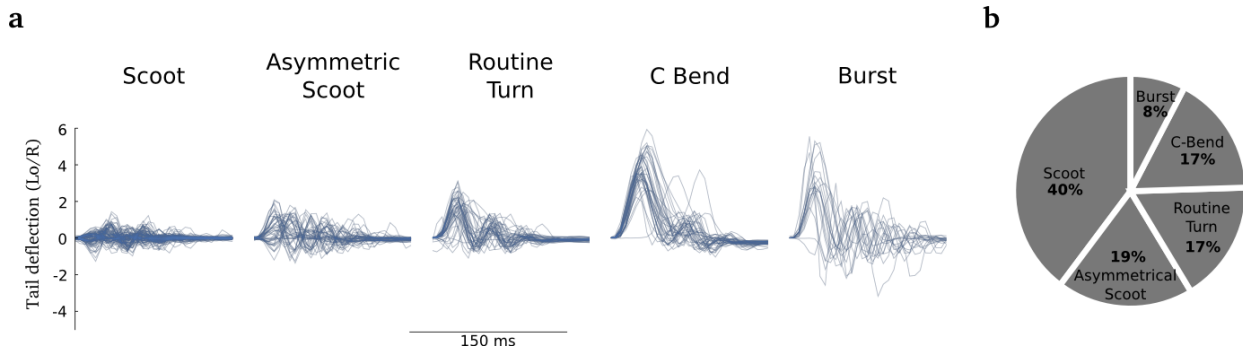 a
Scoot
Asymmetric
Scoot
Routine
Turn
C Bend
Burst
Tail deflection (Lo/R)
6
4
2
0
-2
-4
150 ms
b
Burst
8%
C-Bend
17%
Routine
Turn
17%
19%
Asymmetrical
Scoot
Scoot
40%